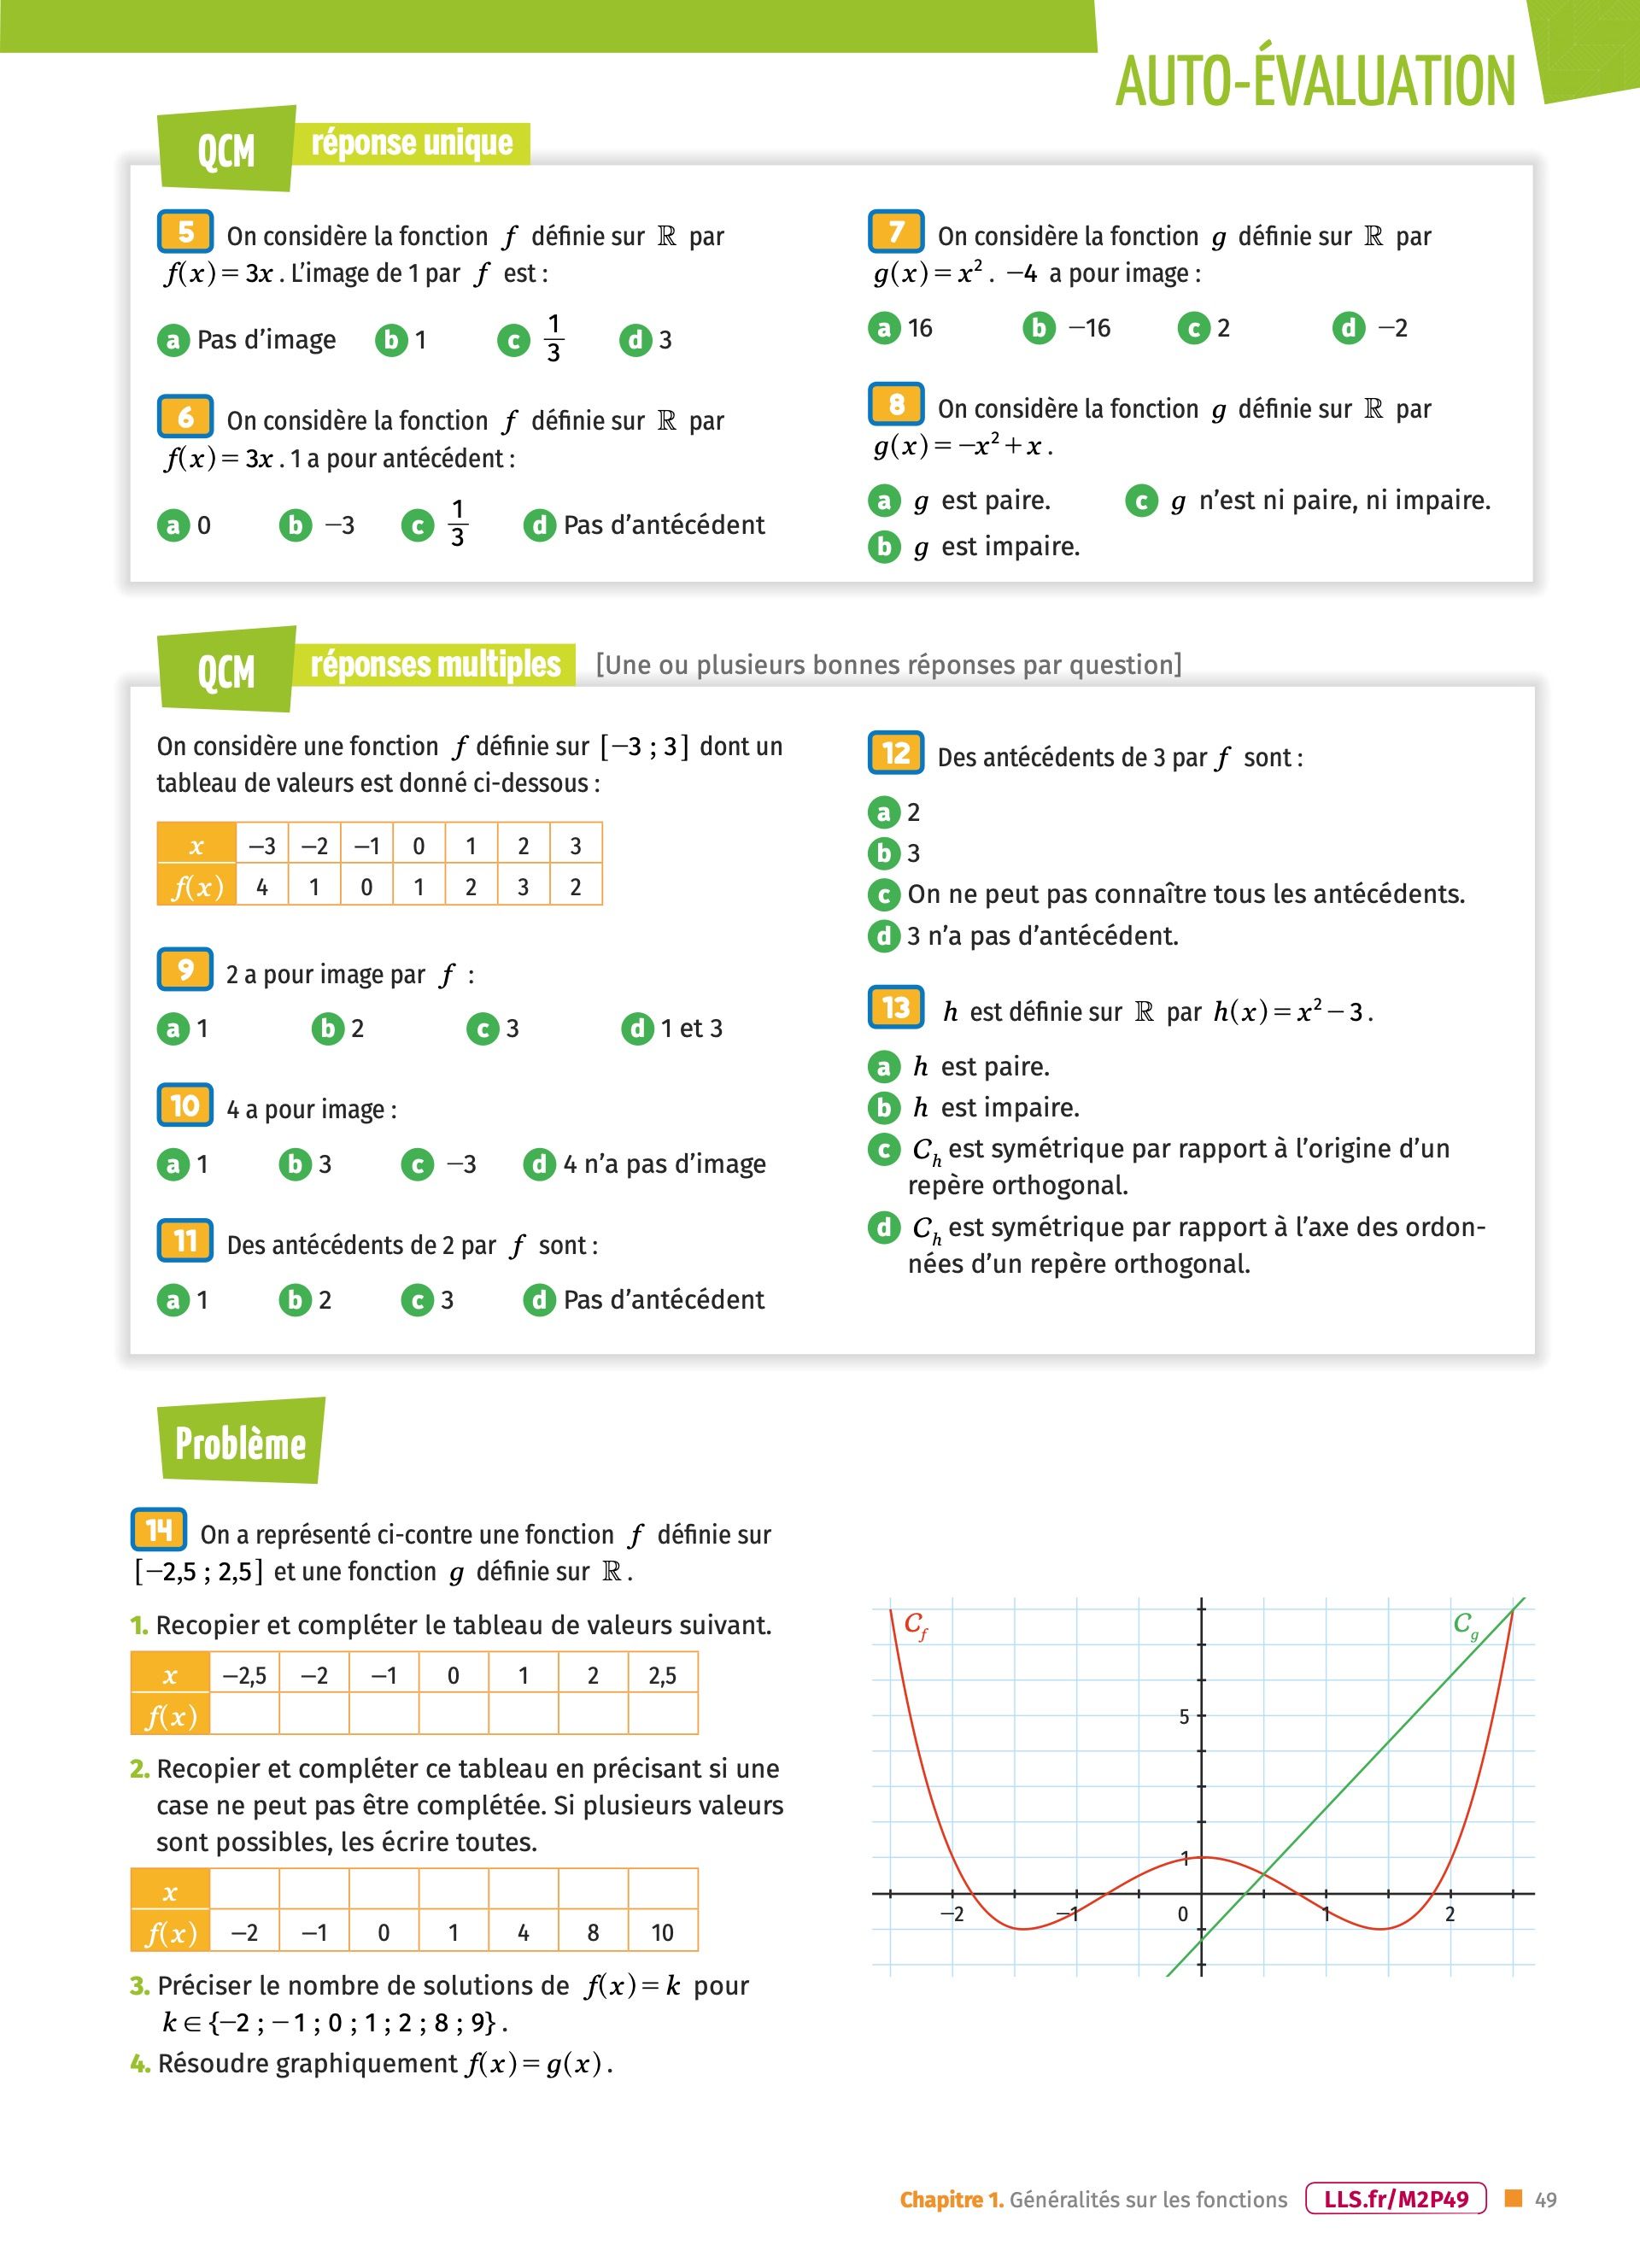 AUTO-ÉVALUATION
QCM réponse unique
5 On considère la fonction f définie sur ℝ par
f(x) = 3x. L’image de 1 par f est :
a Pas d’image b 1 c 1/3 d 3
6 On considère la fonction f définie sur ℝ par
f(x) = 3x. 1 a pour antécédent :
a 0 b −3 c 1/3 d Pas d’antécédent
7 On considère la fonction g définie sur ℝ par
g(x) = x². −4 a pour image :
a 16 b −16 c 2 d −2
8 On considère la fonction g définie sur ℝ par
g(x) = −x² + x.
a g est paire. c g n’est ni paire, ni impaire.
b g est impaire.
QCM réponses multiples [Une ou plusieurs bonnes réponses par question]
On considère une fonction f définie sur [−3 ; 3] dont un
tableau de valeurs est donné ci-dessous :
x −3 −2 −1 0 1 2 3
f(x) 4 1 0 1 2 3 2
9 2 a pour image par f :
a 1 b 2 c 3 d 1 et 3
10 4 a pour image :
a 1 b 3 c −3 d 4 n’a pas d’image
11 Des antécédents de 2 par f sont :
a 1 b 2 c 3 d Pas d’antécédent
12 Des antécédents de 3 par f sont :
a 2
b 3
c On ne peut pas connaître tous les antécédents.
d 3 n’a pas d’antécédent.
13 h est définie sur ℝ par h(x) = x² − 3.
a h est paire.
b h est impaire.
c Cₕ est symétrique par rapport à l’origine d’un
repère orthogonal.
d Cₕ est symétrique par rapport à l’axe des ordon-
nées d’un repère orthogonal.
Problème
14 On a représenté ci-contre une fonction f définie sur
[−2,5 ; 2,5] et une fonction g définie sur ℝ.
1. Recopier et compléter le tableau de valeurs suivant.
x −2,5 −2 −1 0 1 2 2,5
f(x)
2. Recopier et compléter ce tableau en précisant si une
case ne peut pas être complétée. Si plusieurs valeurs
sont possibles, les écrire toutes.
x
f(x) −2 −1 0 1 4 8 10
3. Préciser le nombre de solutions de f(x) = k pour
k ∈ {−2 ; −1 ; 0 ; 1 ; 2 ; 8 ; 9}.
4. Résoudre graphiquement f(x) = g(x).
C_f C_g
5
1
−2 −1 0 1 2
Chapitre 1. Généralités sur les fonctions LLS.fr/M2P49 49